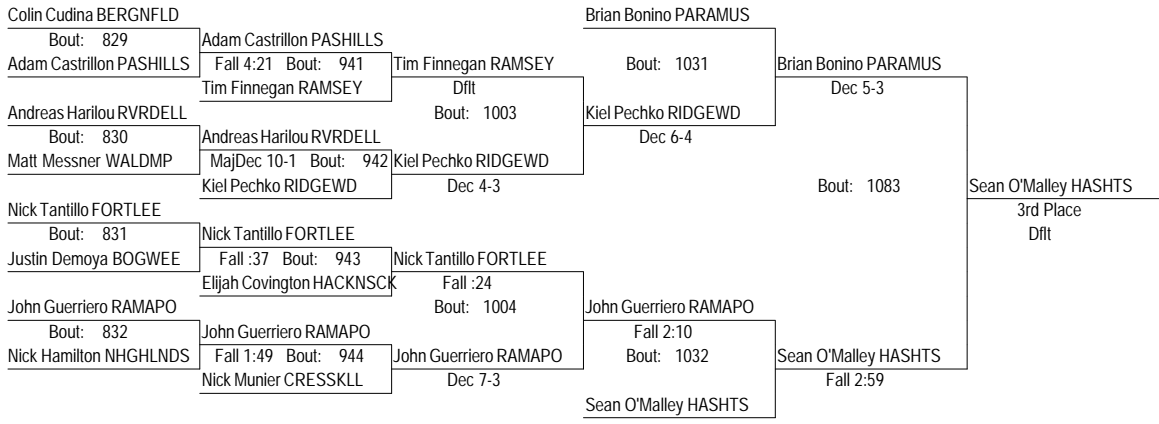 Colin Cudina BERGNFLD
Bout: 829
Adam Castrillon PASHILLS
Andreas Harilou RVRDELL
Bout: 830
Matt Messner WALDMP
Nick Tantillo FORTLEE
Bout: 831
Justin Demoya BOGWEE
John Guerriero RAMAPO
Bout: 832
Nick Hamilton NHGHLNDS
Adam Castrillon PASHILLS
Fall 4:21 Bout: 941
Tim Finnegan RAMSEY
Andreas Harilou RVRDELL
MajDec 10-1 Bout: 942
Kiel Pechko RIDGEWD
Nick Tantillo FORTLEE
Fall :37 Bout: 943
Elijah Covington HACKNSCK
John Guerriero RAMAPO
Fall 1:49 Bout: 944
Nick Munier CRESSKLL
Tim Finnegan RAMSEY
Dflt
Bout: 1003
Kiel Pechko RIDGEWD
Dec 4-3
Nick Tantillo FORTLEE
Fall :24
Bout: 1004
John Guerriero RAMAPO
Dec 7-3
Brian Bonino PARAMUS
Bout: 1031
Kiel Pechko RIDGEWD
Dec 6-4
John Guerriero RAMAPO
Fall 2:10
Bout: 1032
Sean O'Malley HASHTS
Brian Bonino PARAMUS
Dec 5-3
Bout: 1083
Sean O'Malley HASHTS
Fall 2:59
Sean O'Malley HASHTS
3rd Place
Dflt